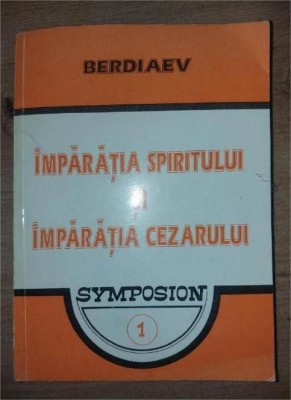 BERDIAEV
ÎMPĂRĂȚIA SPIRITULUI
ȘI
ÎMPĂRĂȚIA CEZARULUI
SYMPOSION
1